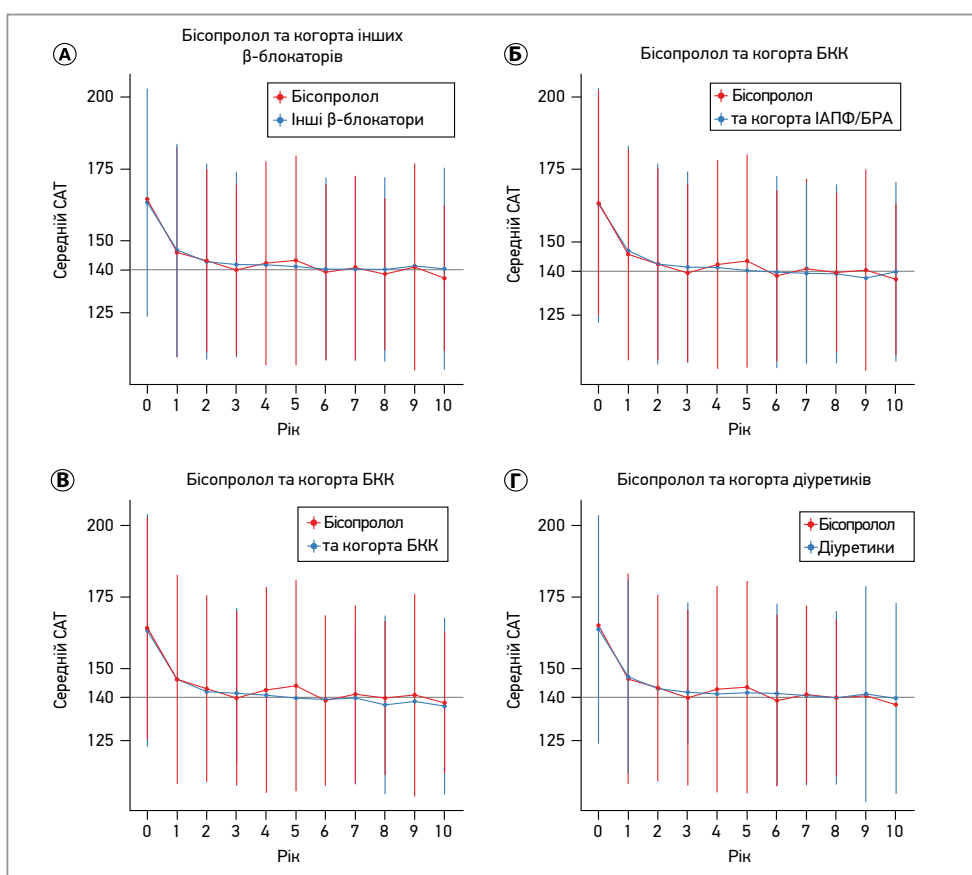 А
Бісопролол та когорта інших
β-блокаторів
Бісопролол
Інші β-блокатори
Середній САТ
200
175
150
140
125
0 1 2 3 4 5 6 7 8 9 10
Рік
Б
Бісопролол та когорта БКК
Бісопролол
та когорта ІАПФ/БРА
Середній САТ
200
175
150
140
125
0 1 2 3 4 5 6 7 8 9 10
Рік
В
Бісопролол та когорта БКК
Бісопролол
та когорта БКК
Середній САТ
200
175
150
140
125
0 1 2 3 4 5 6 7 8 9 10
Рік
Г
Бісопролол та когорта діуретиків
Бісопролол
Діуретики
Середній САТ
200
175
150
140
125
0 1 2 3 4 5 6 7 8 9 10
Рік